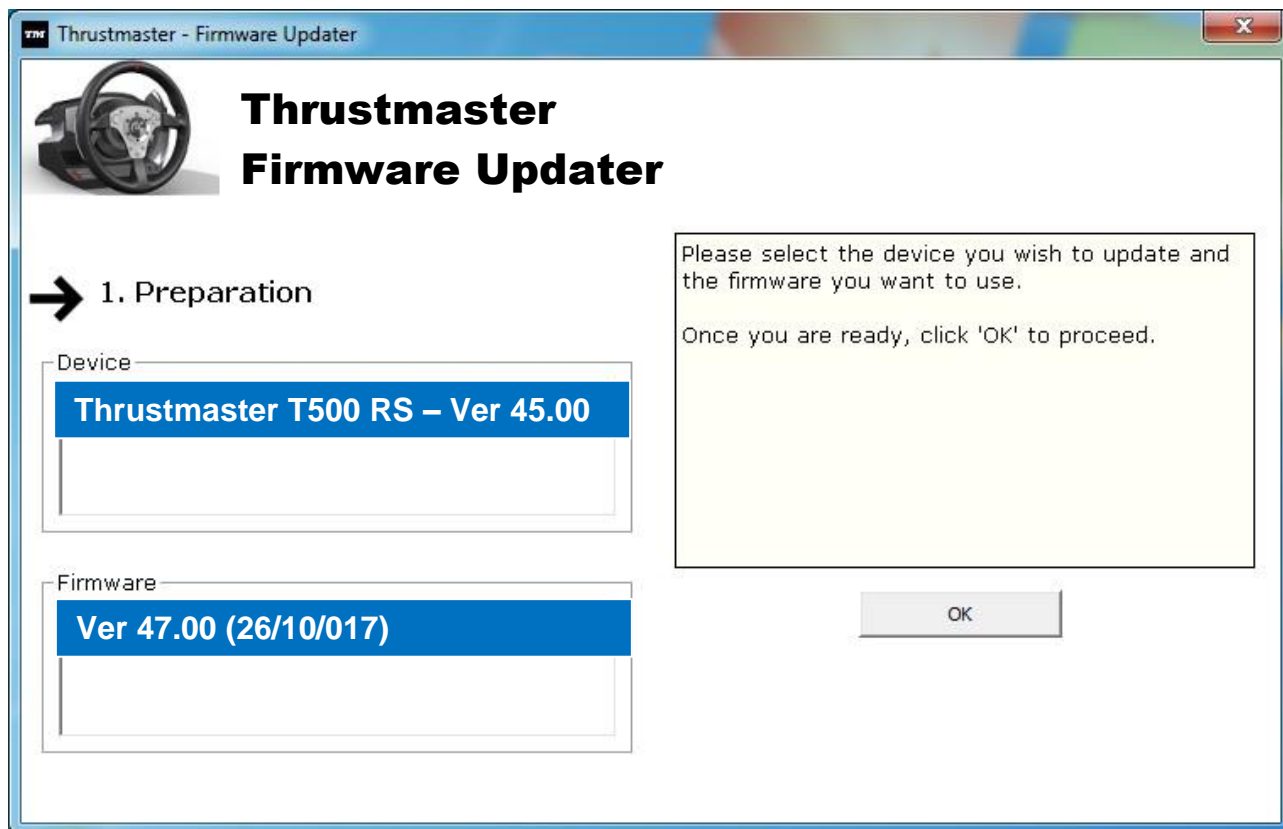 TM Thrustmaster - Firmware Updater
Thrustmaster
Firmware Updater
1. Preparation
Device
Thrustmaster T500 RS – Ver 45.00
Firmware
Ver 47.00 (26/10/017)
Please select the device you wish to update and
the firmware you want to use.
Once you are ready, click 'OK' to proceed.
OK